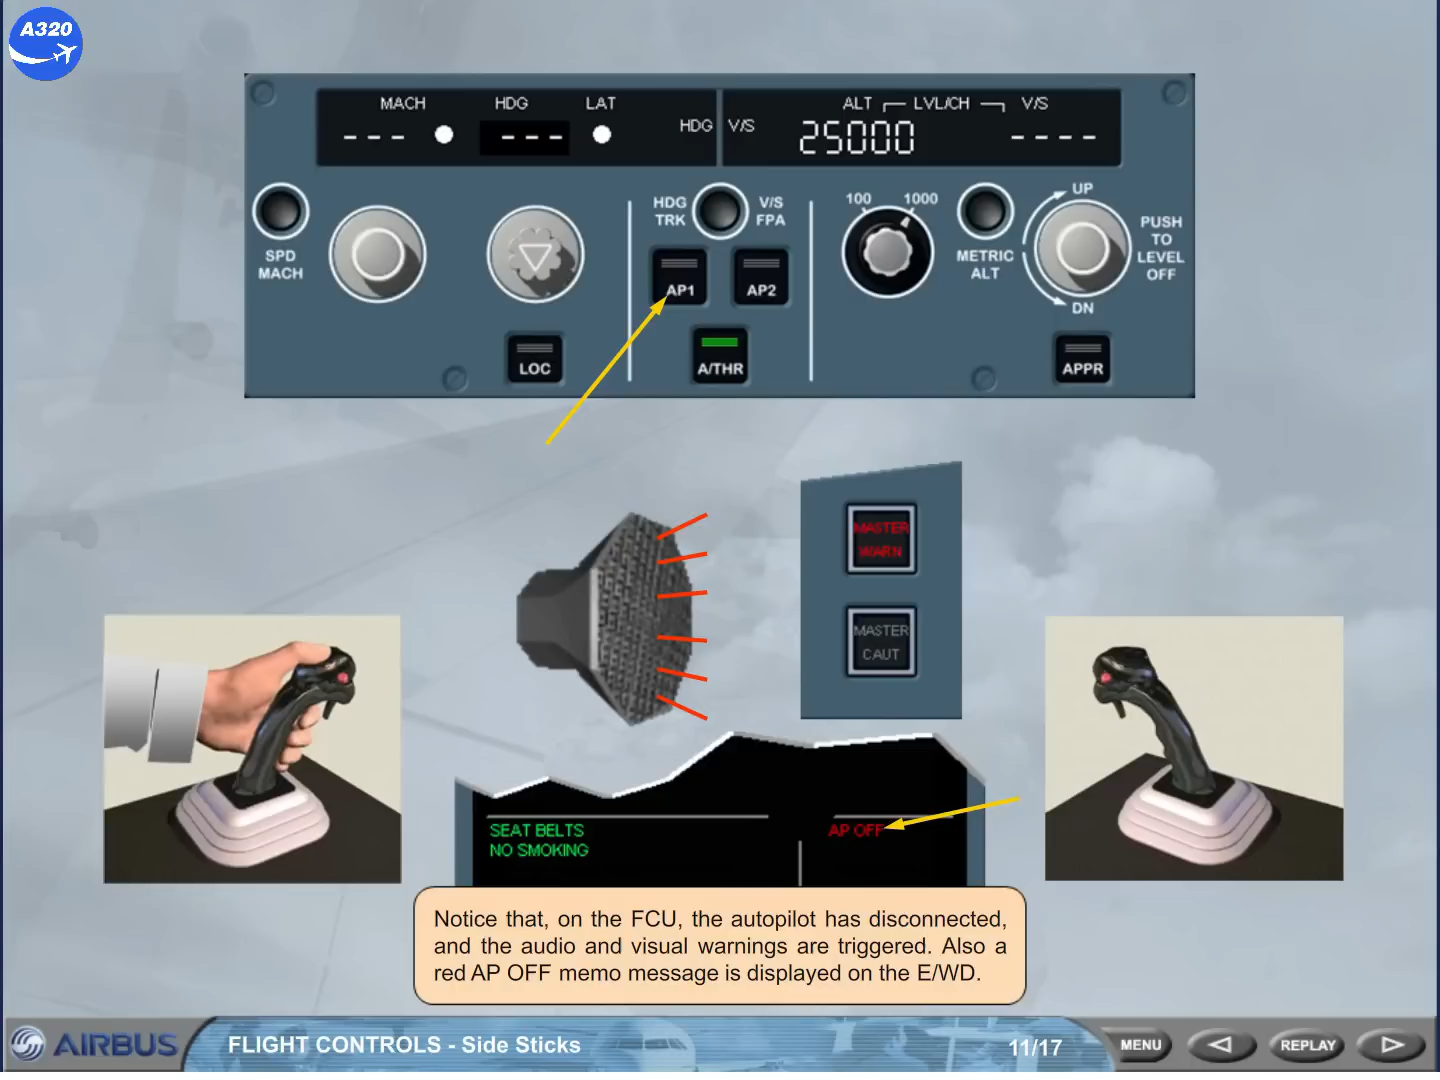 A320
MACH HDG LAT
--- --- HDG V/S
ALT LVL/CH V/S
25000 ----
SPD
MACH
HDG
TRK
V/S
FPA
100 1000
METRIC
ALT
UP
DN
PUSH
TO
LEVEL
OFF
AP1 AP2
LOC A/THR APPR
MASTER
WARN
MASTER
CAUT
SEAT BELTS AP OFF
NO SMOKING
Notice that, on the FCU, the autopilot has disconnected,
and the audio and visual warnings are triggered. Also a
red AP OFF memo message is displayed on the E/WD.
AIRBUS FLIGHT CONTROLS - Side Sticks 11/17 MENU REPLAY